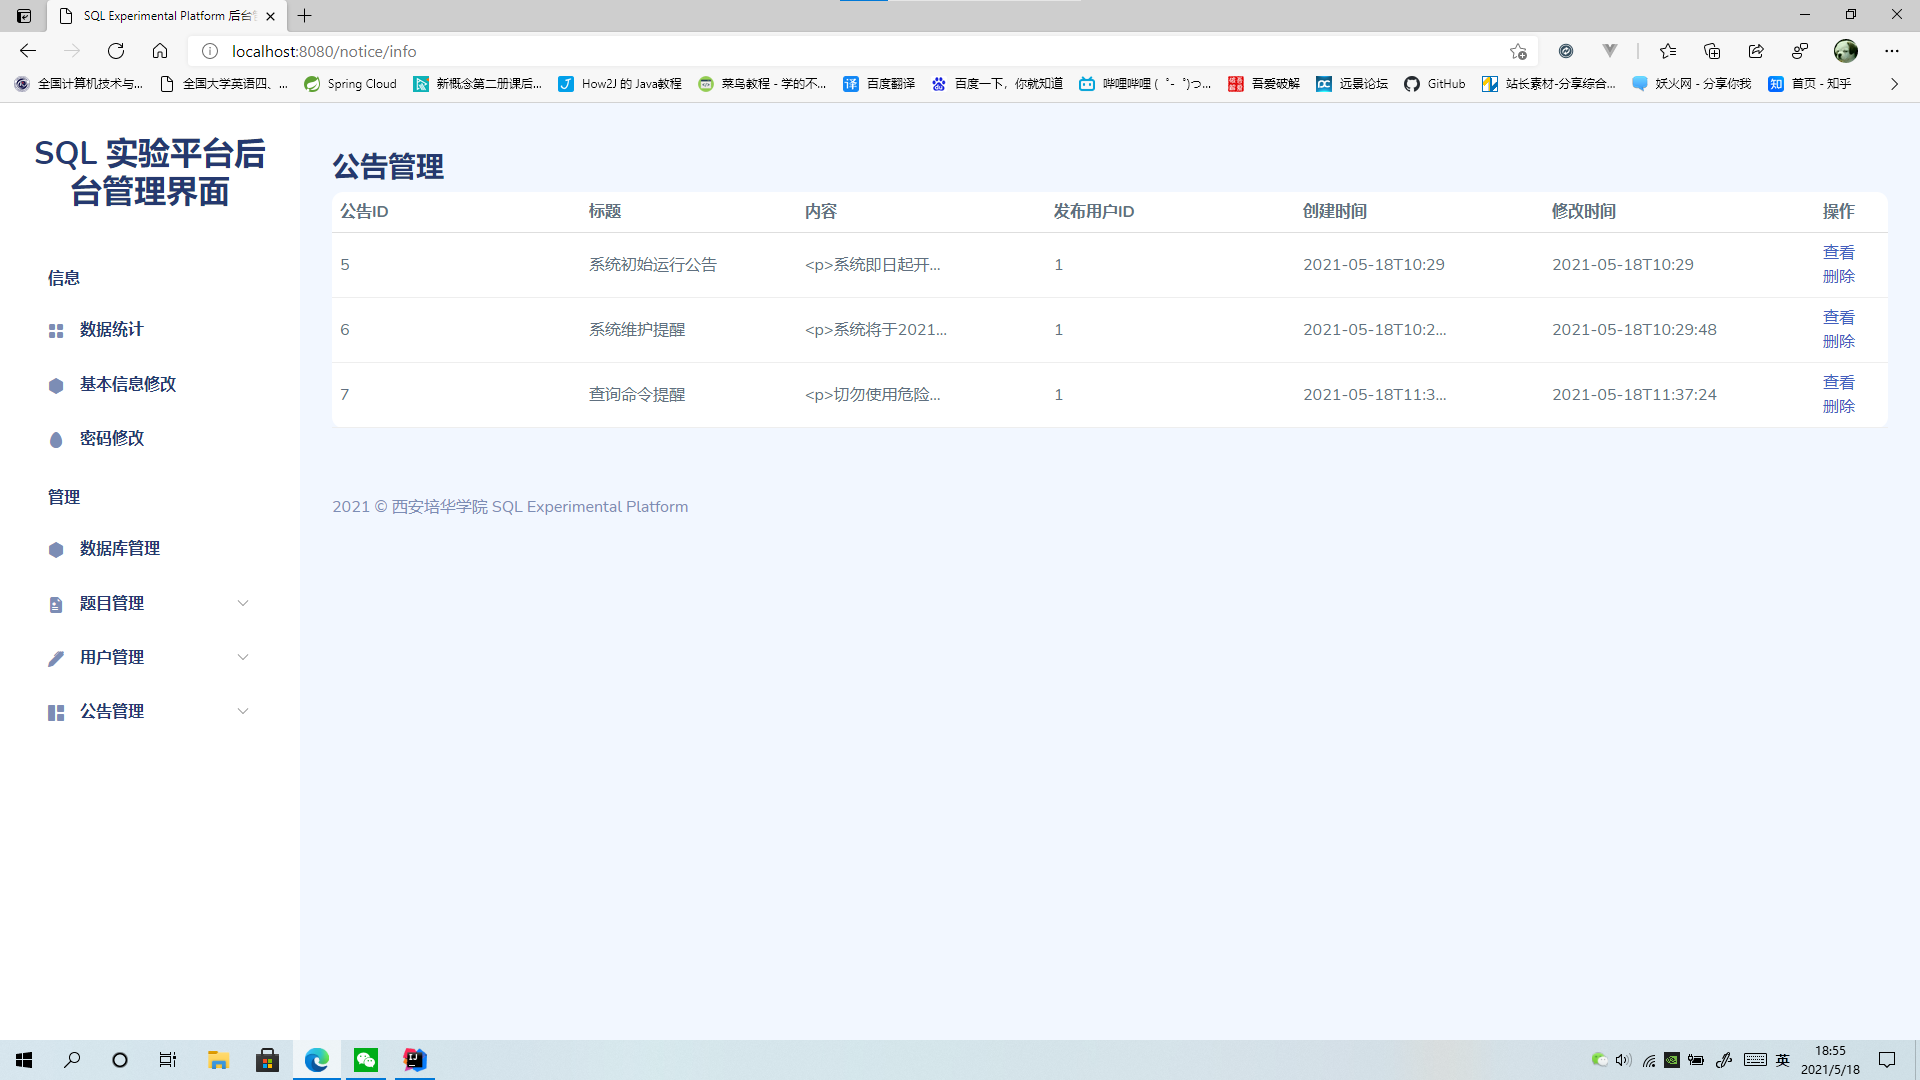 SQL Experimental Platform 后台
localhost:8080/notice/info
全国计算机技术与...
全国大学英语四、...
Spring Cloud
新概念第二册课后...
How2J 的 Java教程
菜鸟教程 - 学的不...
百度翻译
百度一下，你就知道
哔哩哔哩 (゜-゜)つ...
吾爱破解
远景论坛
GitHub
站长素材-分享综合...
妖火网 - 分享你我
首页 - 知乎
SQL 实验平台后
台管理界面
信息
数据统计
基本信息修改
密码修改
管理
数据库管理
题目管理
用户管理
公告管理
公告管理
公告ID 标题 内容 发布用户ID 创建时间 修改时间 操作
5 系统初始运行公告 <p>系统即日起开... 1 2021-05-18T10:29 2021-05-18T10:29 查看
删除
6 系统维护提醒 <p>系统将于2021... 1 2021-05-18T10:2... 2021-05-18T10:29:48 查看
删除
7 查询命令提醒 <p>切勿使用危险... 1 2021-05-18T11:3... 2021-05-18T11:37:24 查看
删除
2021 © 西安培华学院 SQL Experimental Platform
英
18:55
2021/5/18